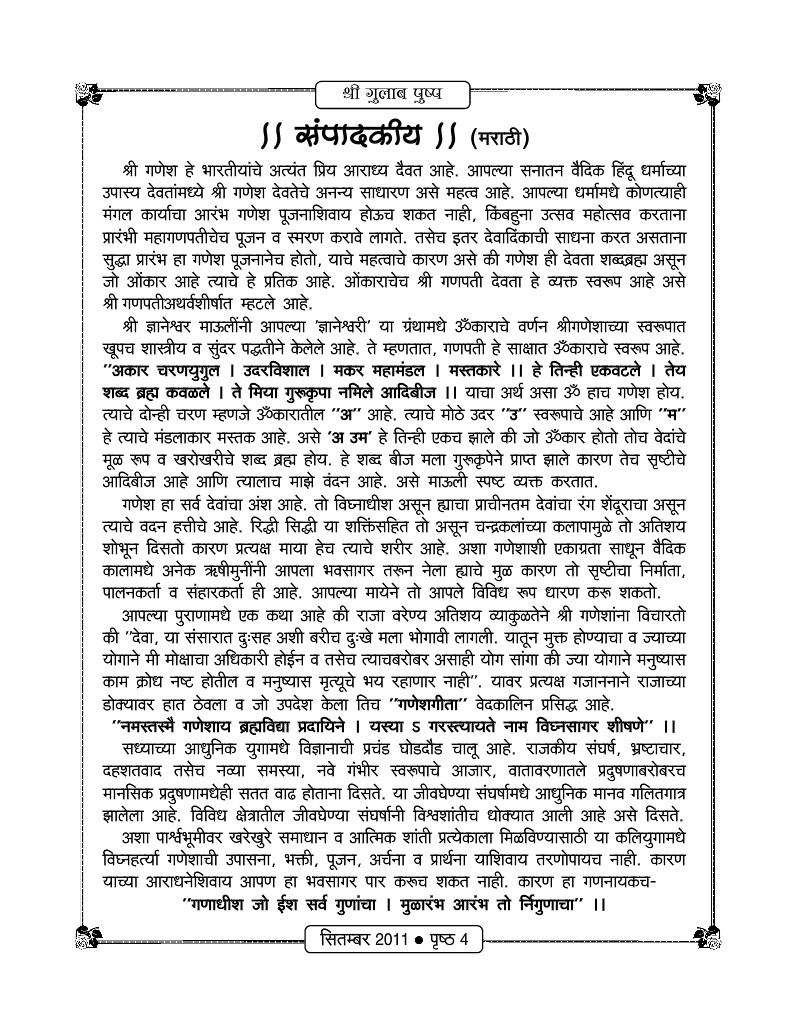 श्री गुलाब पुष्प
।। संपादकीय ।। (मराठी)
श्री गणेश हे भारतीयांचे अत्यंत प्रिय आराध्य दैवत आहे. आपल्या सनातन वैदिक हिंदू धर्माच्या
उपास्य देवतांमध्ये श्री गणेश देवतेचे अनन्य साधारण असे महत्व आहे. आपल्या धर्मामधे कोणत्याही
मंगल कार्याचा आरंभ गणेश पूजनाशिवाय होऊच शकत नाही, किंबहुना उत्सव महोत्सव करताना
प्रारंभी महागणपतीचेच पूजन व स्मरण करावे लागते. तसेच इतर देवादिंकाची साधना करत असताना
सुद्धा प्रारंभ हा गणेश पूजनानेच होतो, याचे महत्वाचे कारण असे की गणेश ही देवता शब्दब्रह्म असून
जो ओंकार आहे त्याचे हे प्रतिक आहे. ओंकाराचेच श्री गणपती देवता हे व्यक्त स्वरूप आहे असे
श्री गणपतीअथर्वशीर्षात म्हटले आहे.
श्री ज्ञानेश्वर माऊलींनी आपल्या ’ज्ञानेश्वरी’ या ग्रंथामधे ॐकाराचे वर्णन श्रीगणेशाच्या स्वरूपात
खूपच शास्त्रीय व सुंदर पद्धतीने केलेले आहे. ते म्हणतात, गणपती हे साक्षात ॐकाराचे स्वरूप आहे.
’’अकार चरणयुगुल । उदरविशाल । मकर महामंडल । मस्तकारे ।। हे तिन्ही एकवटले । तेय
शब्द ब्रह्म कवळले । ते मिया गुरूकृपा नमिले आदिबीज ।। याचा अर्थ असा ॐ हाच गणेश होय.
त्याचे दोन्ही चरण म्हणजे ॐकारातील ’’अ’’ आहे. त्याचे मोठे उदर ’’उ’’ स्वरूपाचे आहे आणि ’’म’’
हे त्याचे मंडलाकार मस्तक आहे. असे ’अ उम’ हे तिन्ही एकच झाले की जो ॐकार होतो तोच वेदांचे
मूळ रूप व खरोखरीचे शब्द ब्रह्म होय. हे शब्द बीज मला गुरूकृपेने प्राप्त झाले कारण तेच सृष्टीचे
आदिबीज आहे आणि त्यालाच माझे वंदन आहे. असे माऊली स्पष्ट व्यक्त करतात.
गणेश हा सर्व देवांचा अंश आहे. तो विघ्नाधीश असून ह्याचा प्राचीनतम देवांचा रंग शेंदूराचा असून
त्याचे वदन हत्तीचे आहे. रिद्धी सिद्धी या शक्तिंसहित तो असून चन्द्रकलांच्या कलापामुळे तो अतिशय
शोभून दिसतो कारण प्रत्यक्ष माया हेच त्याचे शरीर आहे. अशा गणेशाशी एकाग्रता साधून वैदिक
कालामधे अनेक ऋषीमुनींनी आपला भवसागर तरून नेला ह्याचे मुळ कारण तो सृष्टीचा निर्माता,
पालनकर्ता व संहारकर्ता ही आहे. आपल्या मायेने तो आपले विविध रूप धारण करू शकतो.
आपल्या पुराणामधे एक कथा आहे की राजा वरेण्य अतिशय व्याकुळतेने श्री गणेशांना विचारतो
की ’’देवा, या संसारात दुःसह अशी बरीच दुःखे मला भोगावी लागली. यातून मुक्त होण्याचा व ज्याच्या
योगाने मी मोक्षाचा अधिकारी होईन व तसेच त्याचबरोबर असाही योग सांगा की ज्या योगाने मनुष्यास
काम क्रोध नष्ट होतील व मनुष्यास मृत्यूचे भय रहाणार नाही’’. यावर प्रत्यक्ष गजाननाने राजाच्या
डोक्यावर हात ठेवला व जो उपदेश केला तिच ’’गणेशगीता’’ वेदकालिन प्रसिद्ध आहे.
’’नमस्तस्मै गणेशाय ब्रह्मविद्या प्रदायिने । यस्या ऽ गरस्त्यायते नाम विघ्नसागर शीषणे’’ ।।
सध्याच्या आधुनिक युगामधे विज्ञानाची प्रचंड घोडदौड चालू आहे. राजकीय संघर्ष, भ्रष्टाचार,
दहशतवाद तसेच नव्या समस्या, नवे गंभीर स्वरूपाचे आजार, वातावरणातले प्रदुषणाबरोबरच
मानसिक प्रदुषणामधेही सतत वाढ होताना दिसते. या जीवघेण्या संघर्षामधे आधुनिक मानव गलितगात्र
झालेला आहे. विविध क्षेत्रातील जीवघेण्या संघर्षानी विश्वशांतीच धोक्यात आली आहे असे दिसते.
अशा पार्श्वभूमीवर खरेखुरे समाधान व आत्मिक शांती प्रत्येकाला मिळविण्यासाठी या कलियुगामधे
विघ्नहर्त्या गणेशाची उपासना, भक्ती, पूजन, अर्चना व प्रार्थना याशिवाय तरणोपायच नाही. कारण
याच्या आराधनेशिवाय आपण हा भवसागर पार करूच शकत नाही. कारण हा गणनायकच-
’’गणाधीश जो ईश सर्व गुणांचा । मुळारंभ आरंभ तो र्निगुणाचा’’ ।।
सितम्बर 2011 ● पृष्ठ 4